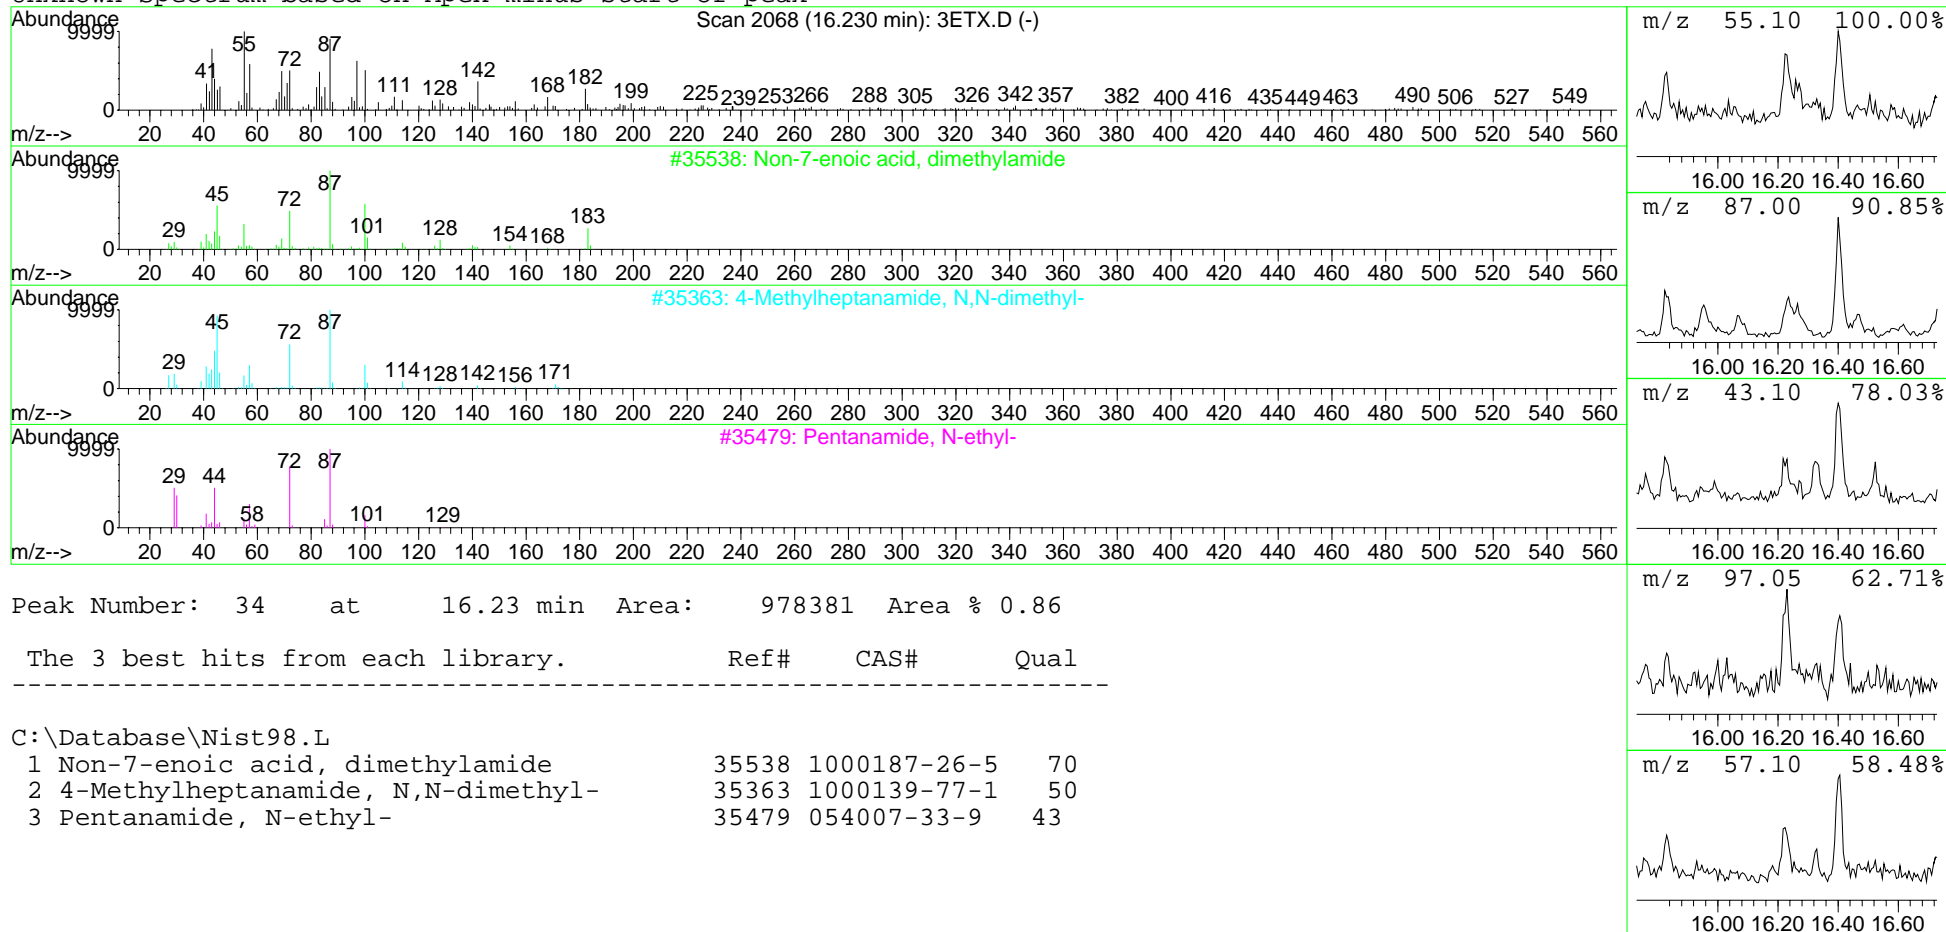 Unknown Spectrum based on Apex minus start of peak
Abundance
Scan 2068 (16.230 min): 3ETX.D (-)
9999
55 87
72
41
111 128 142 168 182 199 225 239 253 266 288 305 326 342 357 382 400 416 435 449 463 490 506 527 549
0
20 40 60 80 100 120 140 160 180 200 220 240 260 280 300 320 340 360 380 400 420 440 460 480 500 520 540 560
m/z-->
Abundance
#35538: Non-7-enoic acid, dimethylamide
9999
87
45 72
29 101 128 154 168 183
0
20 40 60 80 100 120 140 160 180 200 220 240 260 280 300 320 340 360 380 400 420 440 460 480 500 520 540 560
m/z-->
Abundance
#35363: 4-Methylheptanamide, N,N-dimethyl-
9999
45 87
72
29 114 128 142 156 171
0
20 40 60 80 100 120 140 160 180 200 220 240 260 280 300 320 340 360 380 400 420 440 460 480 500 520 540 560
m/z-->
Abundance
#35479: Pentanamide, N-ethyl-
9999
72 87
29 44
58 101 129
0
20 40 60 80 100 120 140 160 180 200 220 240 260 280 300 320 340 360 380 400 420 440 460 480 500 520 540 560
m/z-->
m/z 55.10 100.00%
16.00 16.20 16.40 16.60
m/z 87.00 90.85%
16.00 16.20 16.40 16.60
m/z 43.10 78.03%
16.00 16.20 16.40 16.60
m/z 97.05 62.71%
16.00 16.20 16.40 16.60
m/z 57.10 58.48%
16.00 16.20 16.40 16.60
Peak Number: 34 at 16.23 min Area: 978381 Area % 0.86
The 3 best hits from each library. Ref# CAS# Qual
---------------------------------------------------------------------
C:\Database\Nist98.L
1 Non-7-enoic acid, dimethylamide 35538 1000187-26-5 70
2 4-Methylheptanamide, N,N-dimethyl- 35363 1000139-77-1 50
3 Pentanamide, N-ethyl- 35479 054007-33-9 43